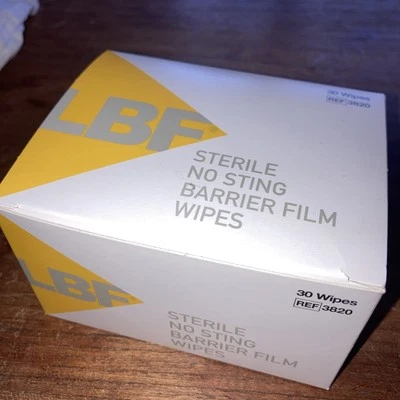 LBF
STERILE
NO STING
BARRIER FILM
WIPES
30 Wipes
REF 3820
LBF
STERILE
NO STING
BARRIER FILM
WIPES
30 Wipes
REF 3820